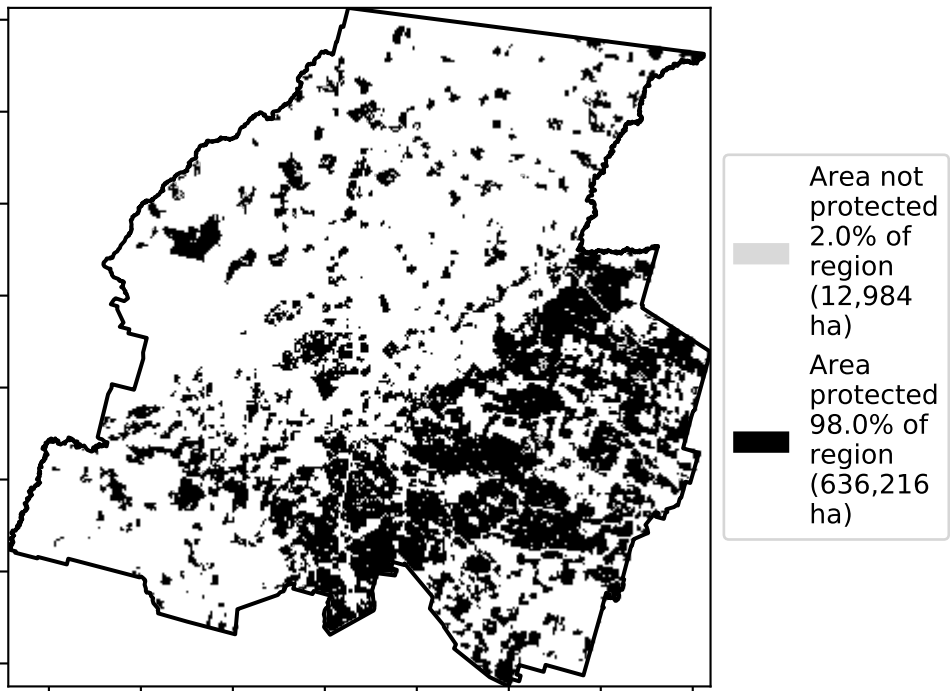 Area not
protected
2.0% of
region
(12,984
ha)
Area
protected
98.0% of
region
(636,216
ha)